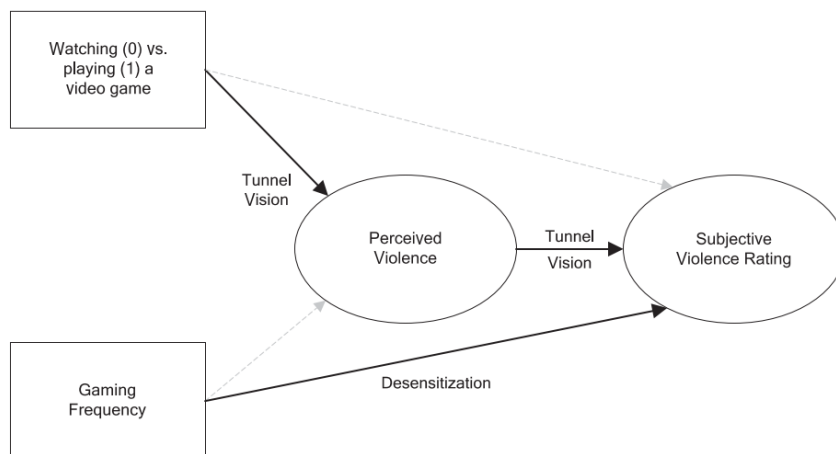 Watching (0) vs.
playing (1) a
video game
Tunnel
Vision
Perceived
Violence
Tunnel
Vision
Subjective
Violence Rating
Desensitization
Gaming
Frequency